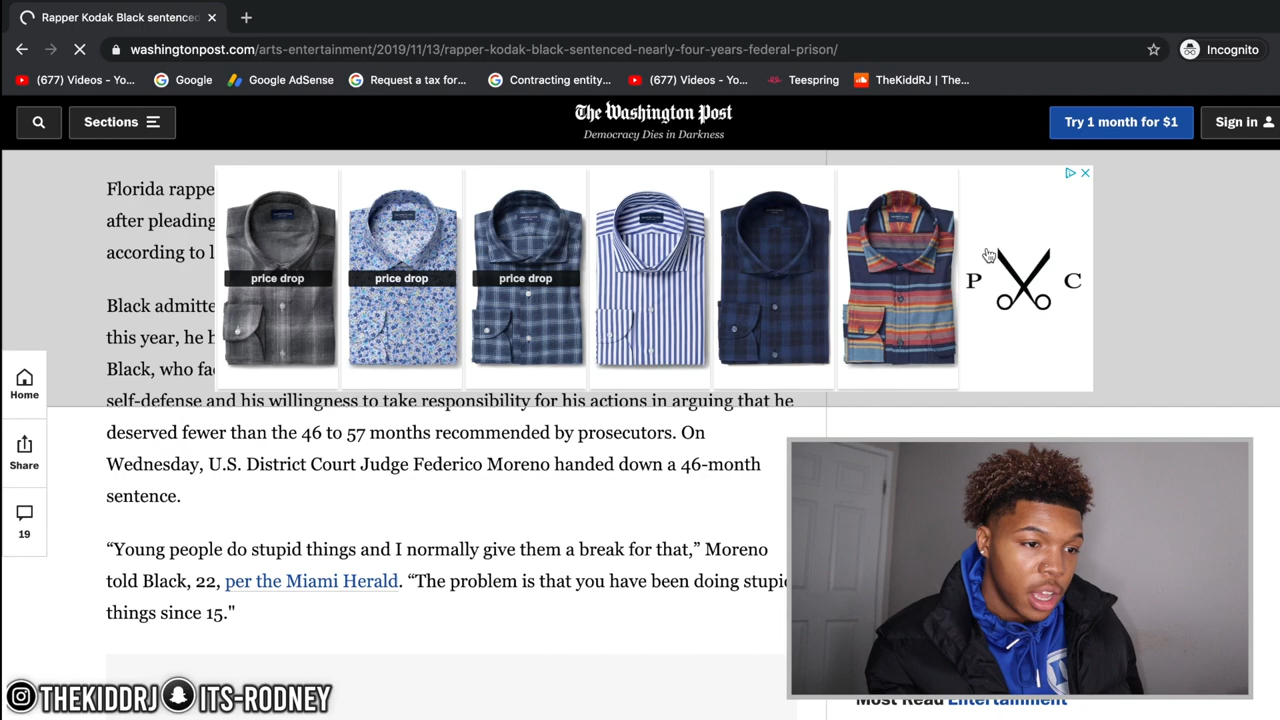 Rapper Kodak Black sentenced
washingtonpost.com/arts-entertainment/2019/11/13/rapper-kodak-black-sentenced-nearly-four-years-federal-prison/
Incognito
(677) Videos - Yo...
Google
Google AdSense
Request a tax for...
Contracting entity...
(677) Videos - Yo...
Teespring
TheKiddRJ | The...
Sections
The Washington Post
Democracy Dies in Darkness
Try 1 month for $1
Sign in
Florida rappe
after pleading
according to l
price drop
price drop
price drop
P C
Black admitte
this year, he h
Black, who fac
self-defense and his willingness to take responsibility for his actions in arguing that he
deserved fewer than the 46 to 57 months recommended by prosecutors. On
Wednesday, U.S. District Court Judge Federico Moreno handed down a 46-month
sentence.
Home
Share
19
“Young people do stupid things and I normally give them a break for that,” Moreno
told Black, 22, per the Miami Herald. “The problem is that you have been doing stupid
things since 15."
Most Read Entertainment
THEKIDDRJ ITS-RODNEY